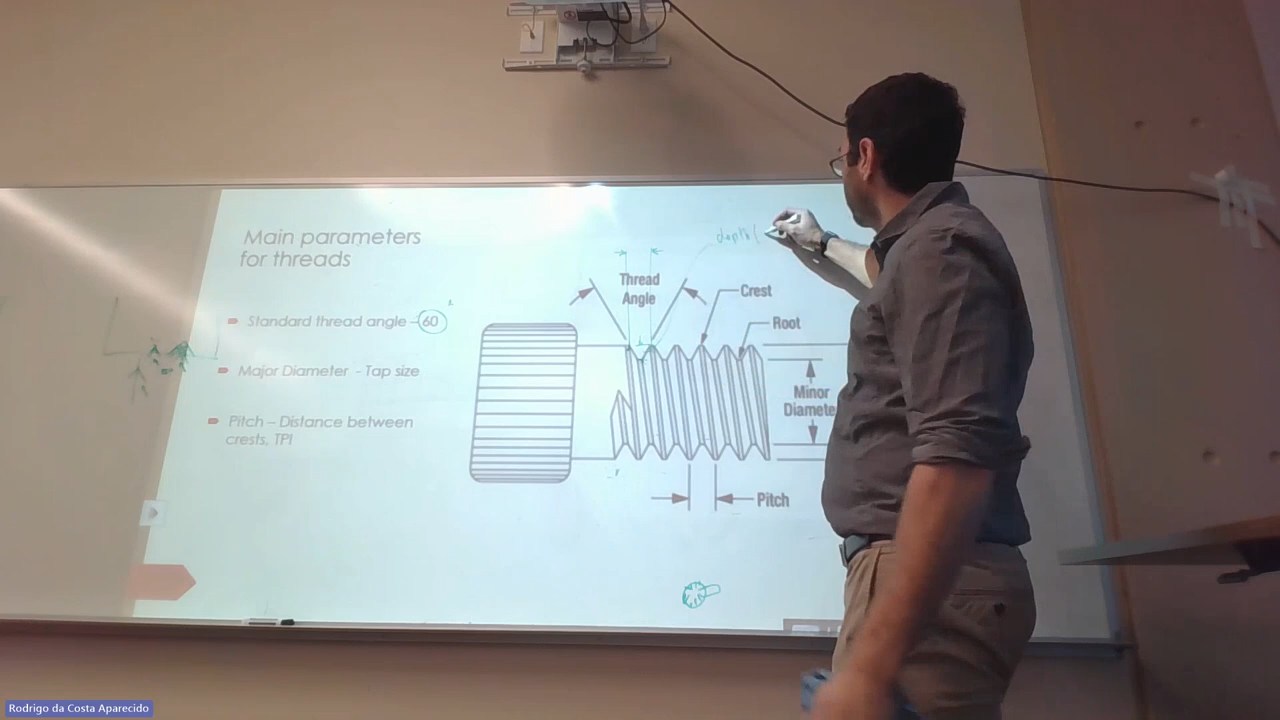 Main parameters
for threads
Standard thread angle – 60
Major Diameter - Tap size
Pitch – Distance between
crests, TPI
depth (
Thread
Angle
Crest
Root
Minor
Diamete
Pitch
Rodrigo da Costa Aparecido